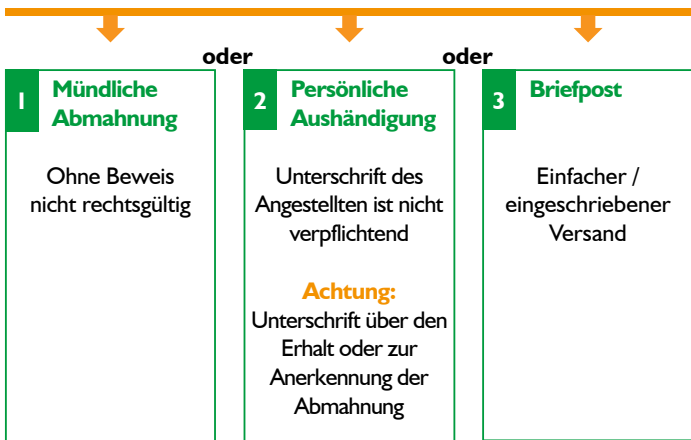 oder
oder
1
Mündliche
Abmahnung
Ohne Beweis
nicht rechtsgültig
2
Persönliche
Aushändigung
Unterschrift des
Angestellten ist nicht
verpflichtend
Achtung:
Unterschrift über den
Erhalt oder zur
Anerkennung der
Abmahnung
3
Briefpost
Einfacher /
eingeschriebener
Versand